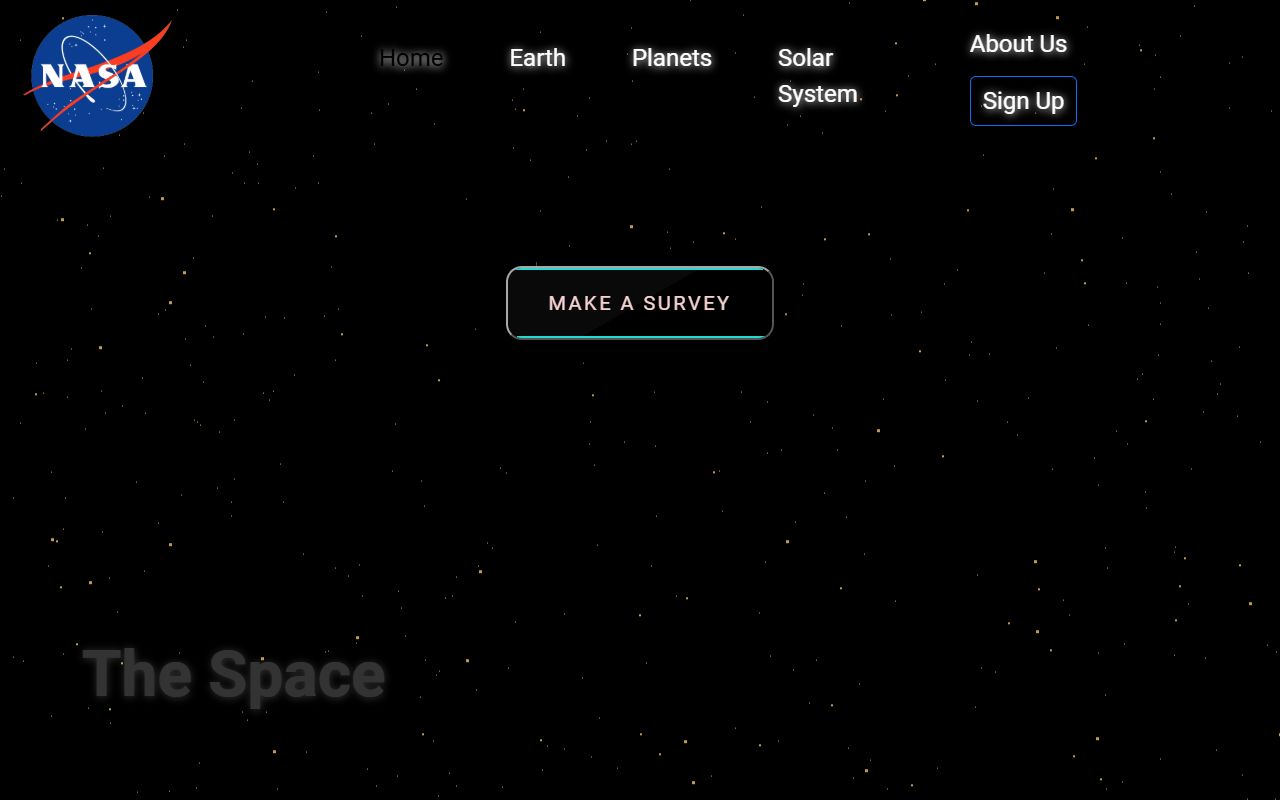 NASA
Home
Earth
Planets
Solar
System
About Us
Sign Up
MAKE A SURVEY
The Space